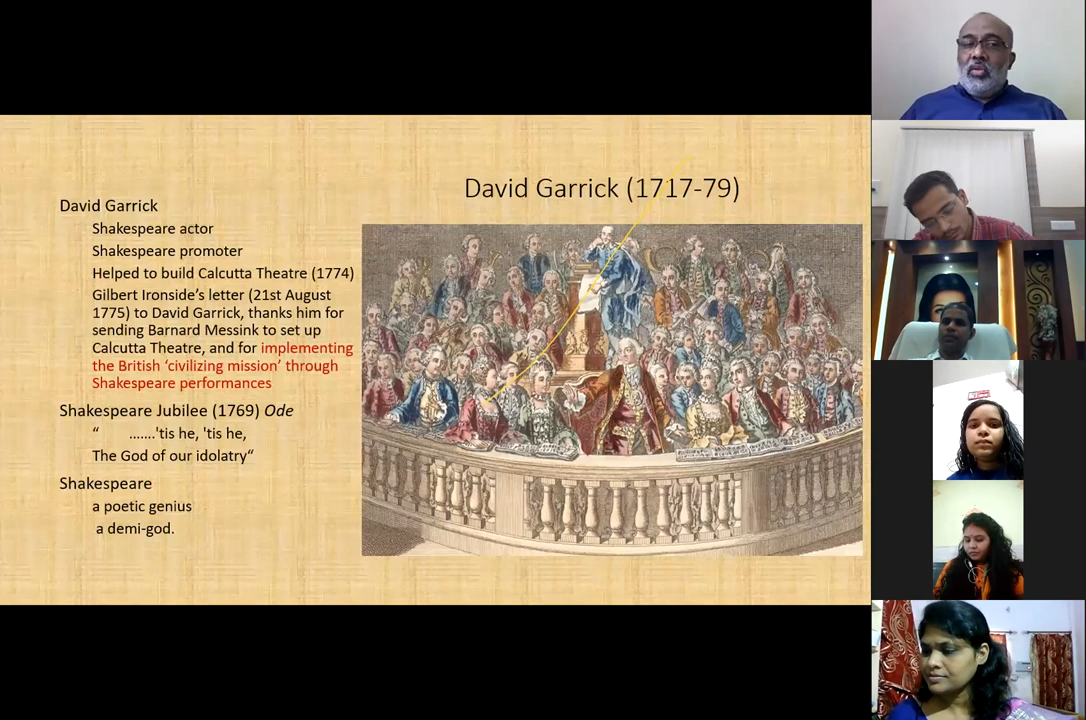 David Garrick (1717-79)
David Garrick
Shakespeare actor
Shakespeare promoter
Helped to build Calcutta Theatre (1774)
Gilbert Ironside’s letter (21st August
1775) to David Garrick, thanks him for
sending Barnard Messink to set up
Calcutta Theatre, and for implementing
the British ‘civilizing mission’ through
Shakespeare performances
Shakespeare Jubilee (1769) Ode
“ .......'tis he, 'tis he,
The God of our idolatry“
Shakespeare
a poetic genius
a demi-god.